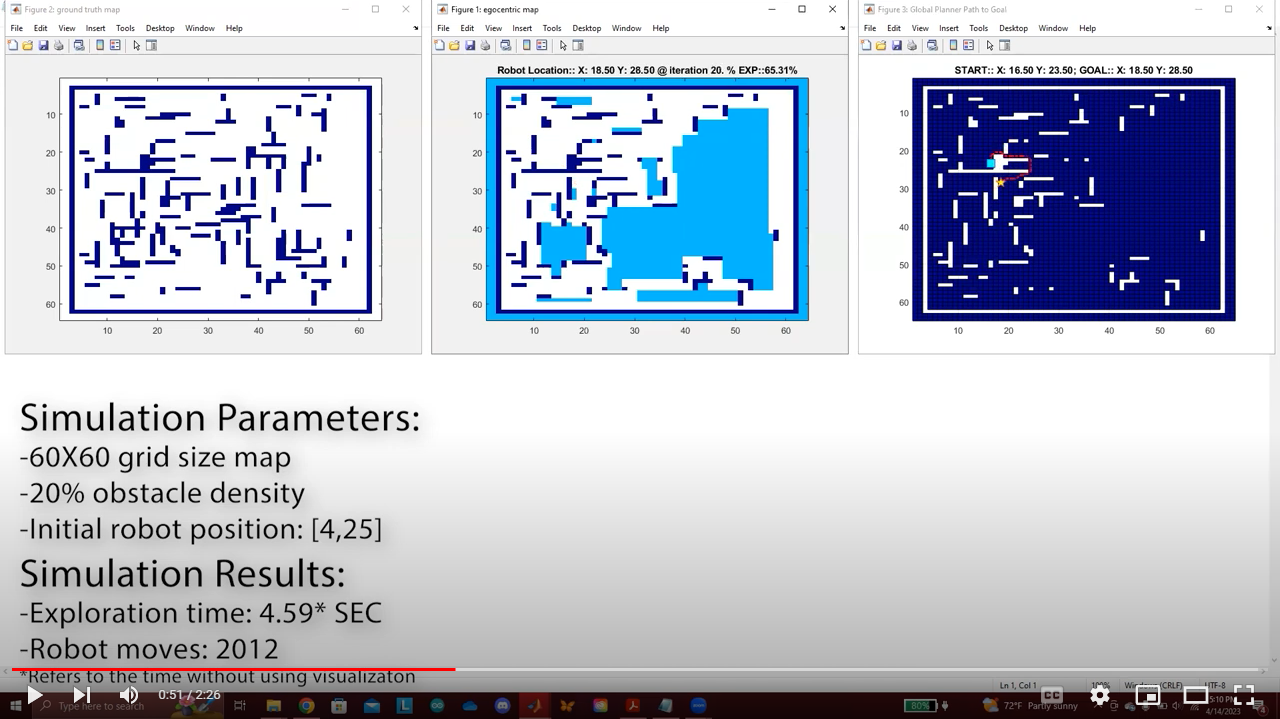 Figure 2: ground truth map
File Edit View Insert Tools Desktop Window Help
10
20
30
40
50
60
10 20 30 40 50 60
Figure 1: egocentric map
File Edit View Insert Tools Desktop Window Help
Robot Location:: X: 18.50 Y: 28.50 @ iteration 20. % EXP::65.31%
10
20
30
40
50
60
10 20 30 40 50 60
Figure 3: Global Planner Path to Goal
File Edit View Insert Tools Desktop Window Help
START:: X: 16.50 Y: 23.50; GOAL:: X: 18.50 Y: 28.50
10
20
30
40
50
60
10 20 30 40 50 60
Simulation Parameters:
-60X60 grid size map
-20% obstacle density
-Initial robot position: [4,25]
Simulation Results:
-Exploration time: 4.59* SEC
-Robot moves: 2012
*Refers to the time without using visualizaton
Ln 1, Col 1 100% UTF-8
0:51 / 2:26
CC
Type here to search
80%
72°F Partly sunny
5:10 PM
4/14/2023